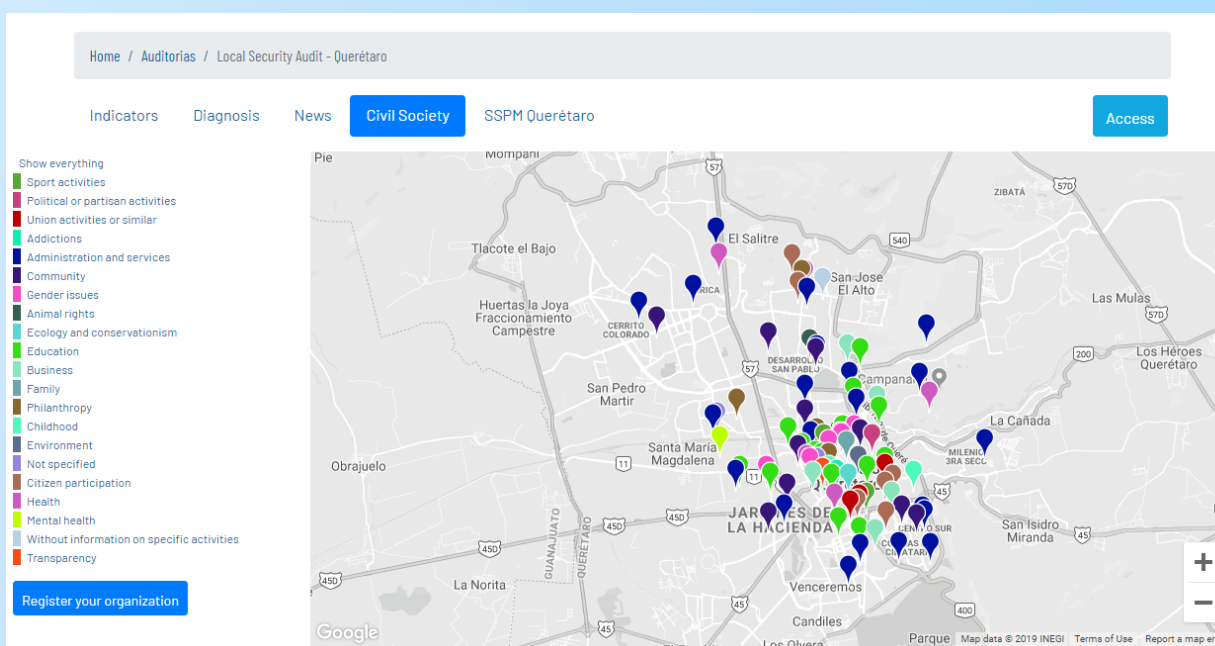 Home / Auditorias / Local Security Audit - Querétaro
Indicators Diagnosis News Civil Society SSPM Querétaro Access
Show everything
Sport activities
Political or partisan activities
Union activities or similar
Addictions
Administration and services
Community
Gender issues
Animal rights
Ecology and conservationism
Education
Business
Family
Philanthropy
Childhood
Environment
Not specified
Citizen participation
Health
Mental health
Without information on specific activities
Transparency
Register your organization
Pie
Mompaní
57
ZIBATÁ
57D
El Salitre
540
Tlacote el Bajo
San Jose
El Alto
Las Mulas
57D
Huertas la Joya
Fraccionamiento
Campestre
CERRITO
COLORADO
DESARROLLO
SAN PABLO
57
200
Los Héroes
Querétaro
San Pedro
Martir
La Cañada
Santa María
Magdalena
MILENIO
3RA SECC
Obrajuelo
11
11
45
45D
45D
45D
45D
GUANAJUATO
QUERÉTARO
LA HACIENDA
San Isidro
Miranda
45
La Norita
Venceremos
45
400
Candiles
45
Los Olvera
Parque
Google
+
−
Map data © 2019 INEGI Terms of Use Report a map er